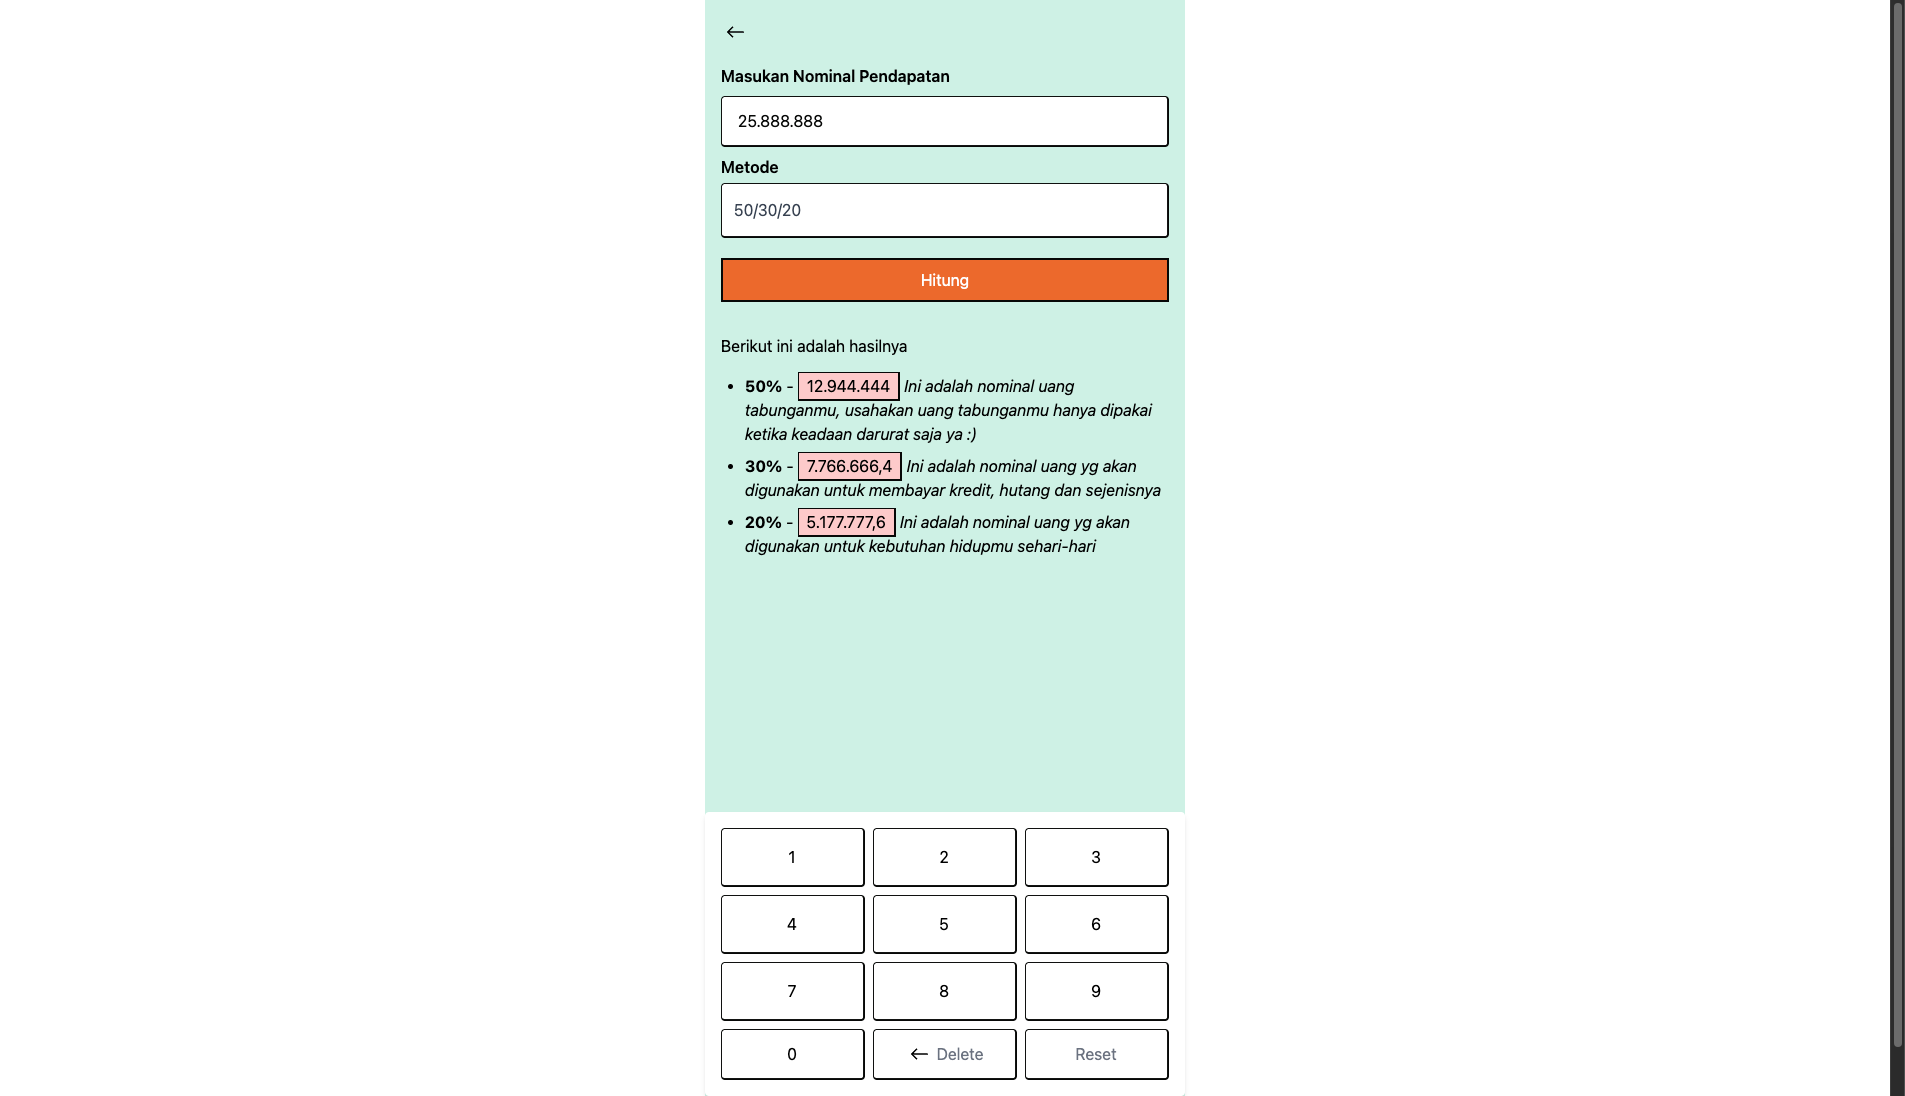 Masukan Nominal Pendapatan
25.888.888
Metode
50/30/20
Hitung
Berikut ini adalah hasilnya
50% - 12.944.444 Ini adalah nominal uang
tabunganmu, usahakan uang tabunganmu hanya dipakai
ketika keadaan darurat saja ya :)
30% - 7.766.666,4 Ini adalah nominal uang yg akan
digunakan untuk membayar kredit, hutang dan sejenisnya
20% - 5.177.777,6 Ini adalah nominal uang yg akan
digunakan untuk kebutuhan hidupmu sehari-hari
1 2 3
4 5 6
7 8 9
0 Delete Reset